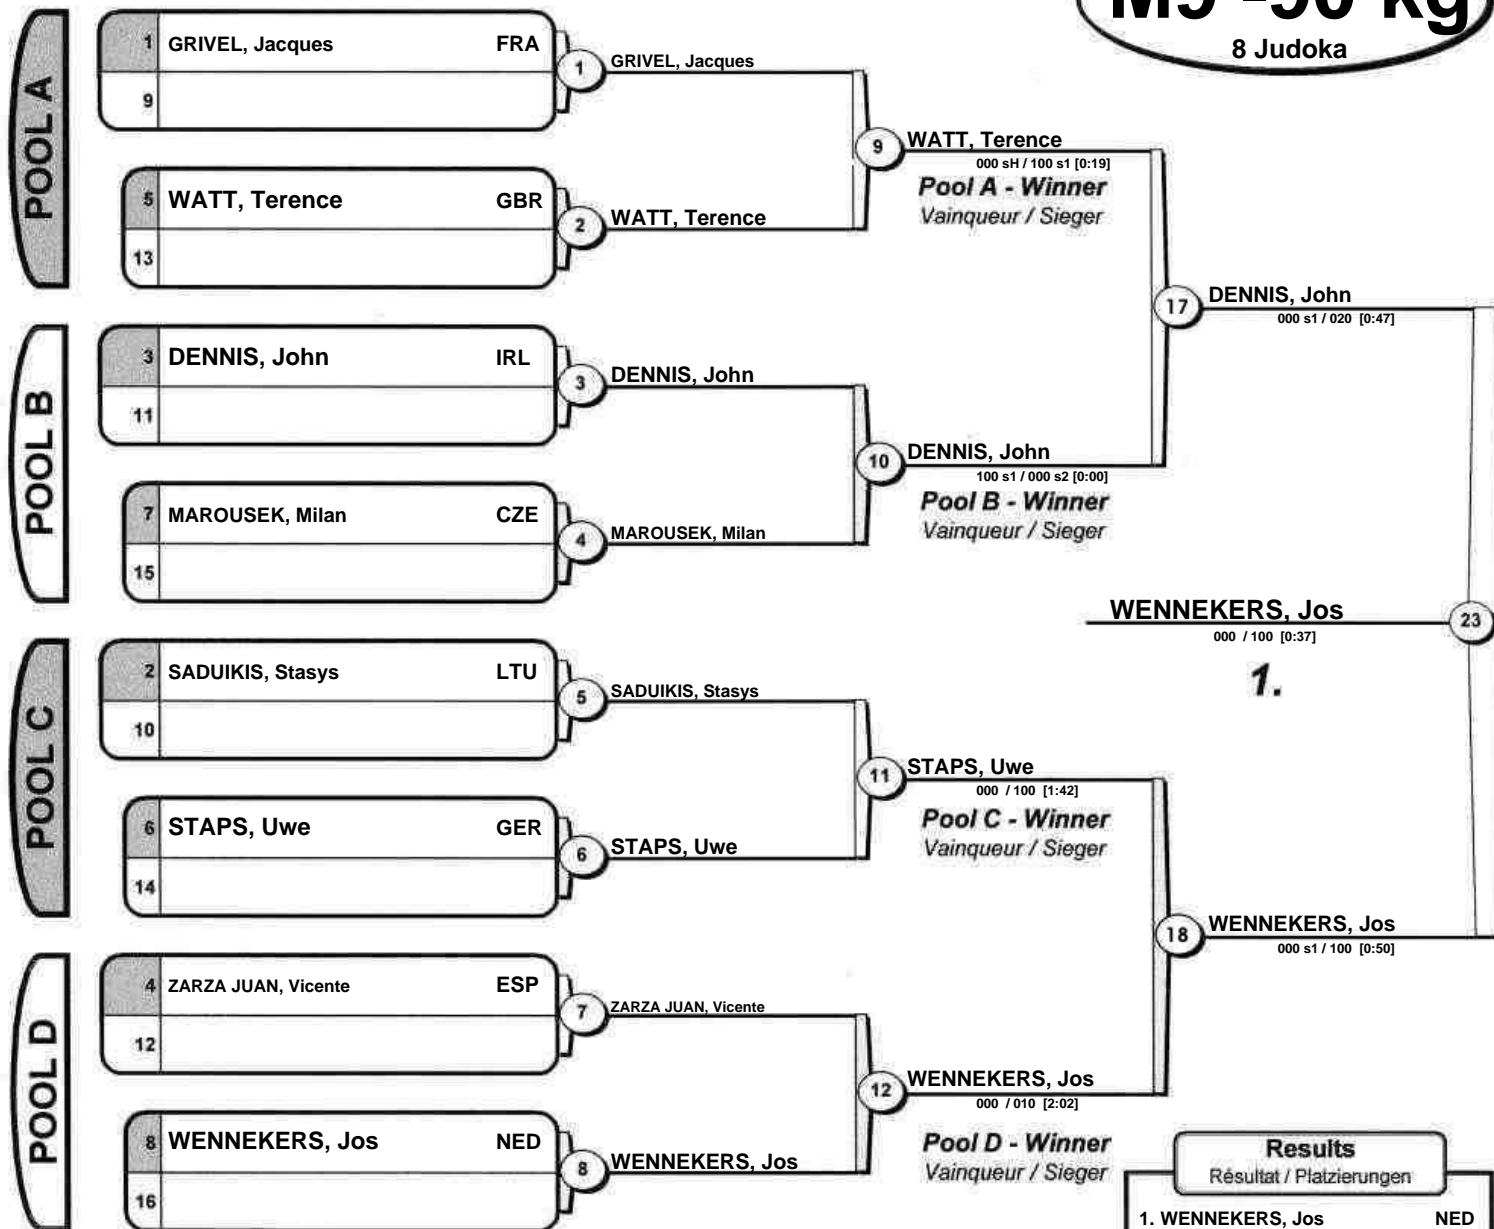 M5 -90 kg
8 Judoka
POOL A
1 GRIVEL, Jacques FRA
9
1 GRIVEL, Jacques
5 WATT, Terence GBR
13
2 WATT, Terence
9 WATT, Terence
000 sH / 100 s1 [0:19]
Pool A - Winner
Vainqueur / Sieger
POOL B
3 DENNIS, John IRL
11
3 DENNIS, John
7 MAROUSEK, Milan CZE
15
4 MAROUSEK, Milan
10 DENNIS, John
100 s1 / 000 s2 [0:00]
Pool B - Winner
Vainqueur / Sieger
17 DENNIS, John
000 s1 / 020 [0:47]
WENNEKERS, Jos 23
000 / 100 [0:37]
1.
POOL C
2 SADUIKIS, Stasys LTU
10
5 SADUIKIS, Stasys
6 STAPS, Uwe GER
14
6 STAPS, Uwe
11 STAPS, Uwe
000 / 100 [1:42]
Pool C - Winner
Vainqueur / Sieger
18 WENNEKERS, Jos
000 s1 / 100 [0:50]
POOL D
4 ZARZA JUAN, Vicente ESP
12
7 ZARZA JUAN, Vicente
8 WENNEKERS, Jos NED
16
8 WENNEKERS, Jos
12 WENNEKERS, Jos
000 / 010 [2:02]
Pool D - Winner
Vainqueur / Sieger
Results
Résultat / Platzierungen
1. WENNEKERS, Jos NED